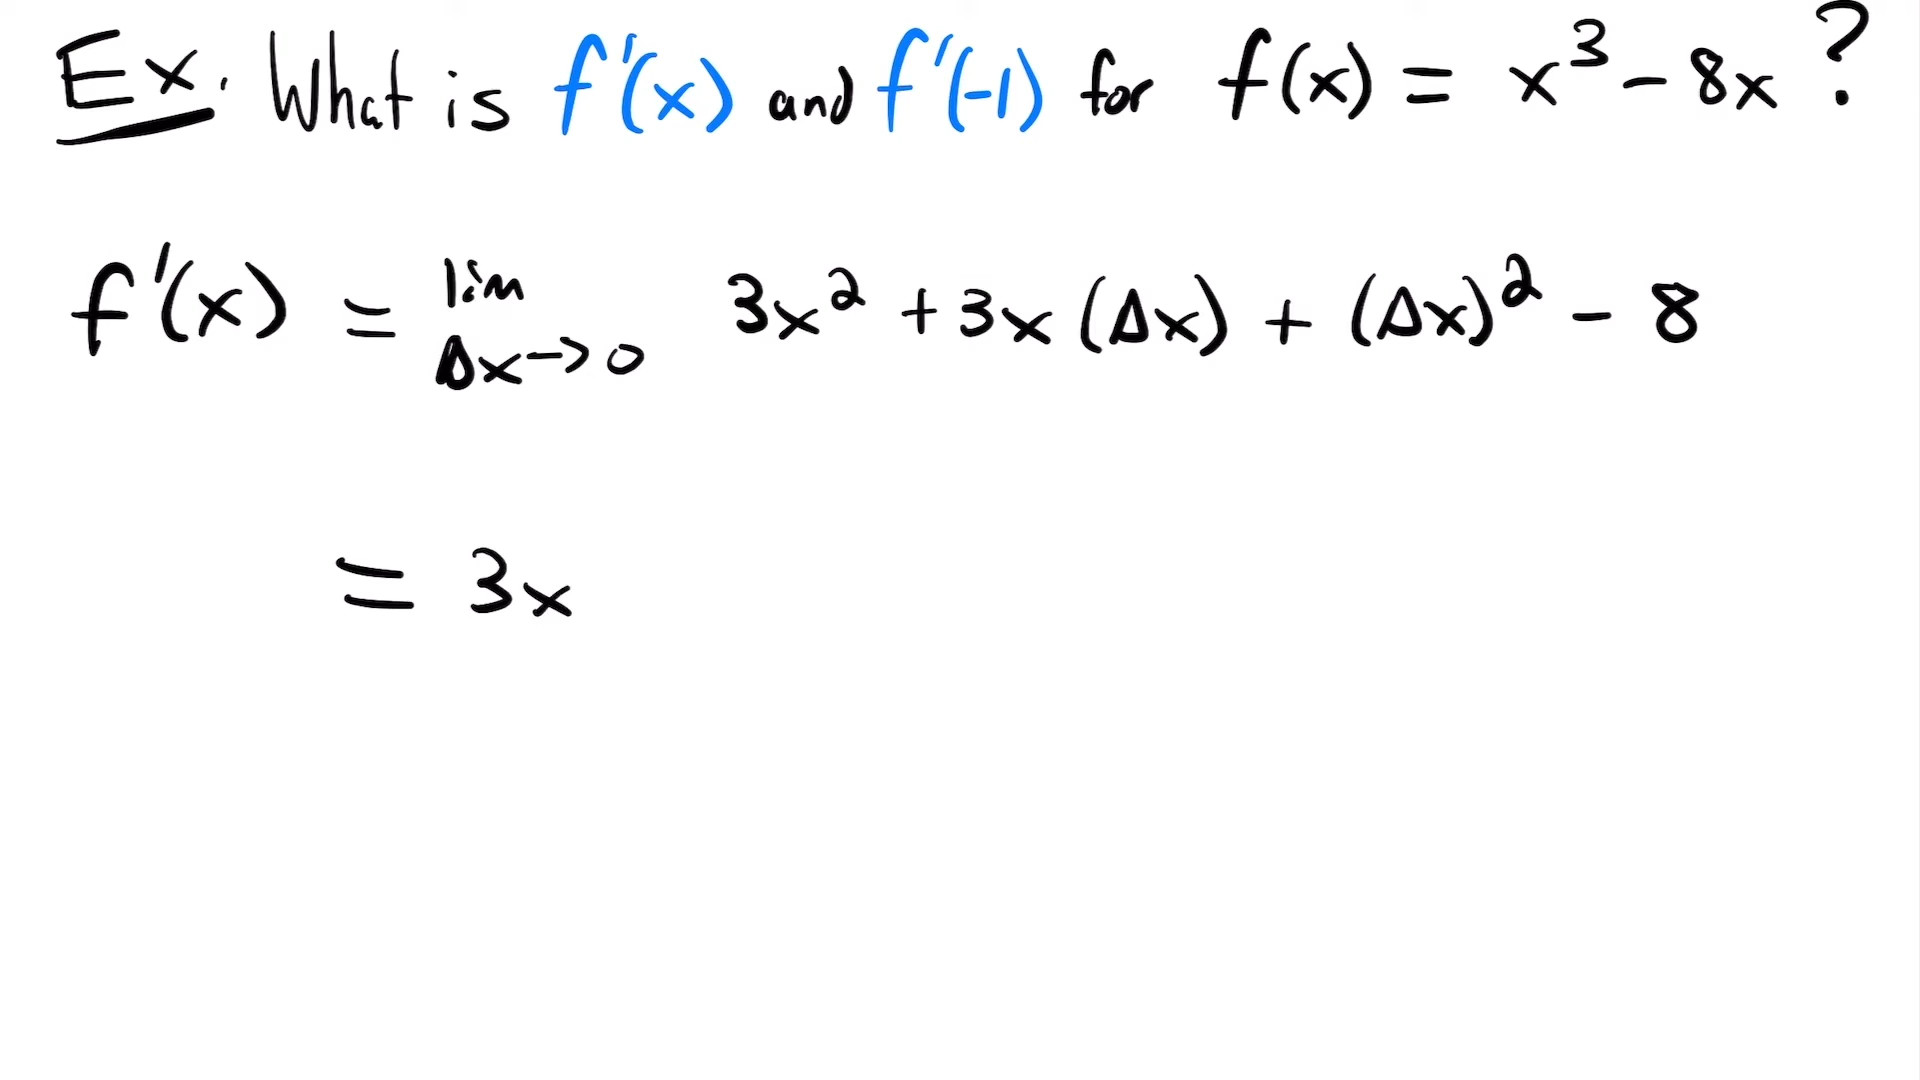 Ex. What is f'(x) and f'(-1) for f(x) = x³ - 8x ?
f'(x) = lim Δx→0 3x² + 3x (Δx) + (Δx)² - 8
= 3x